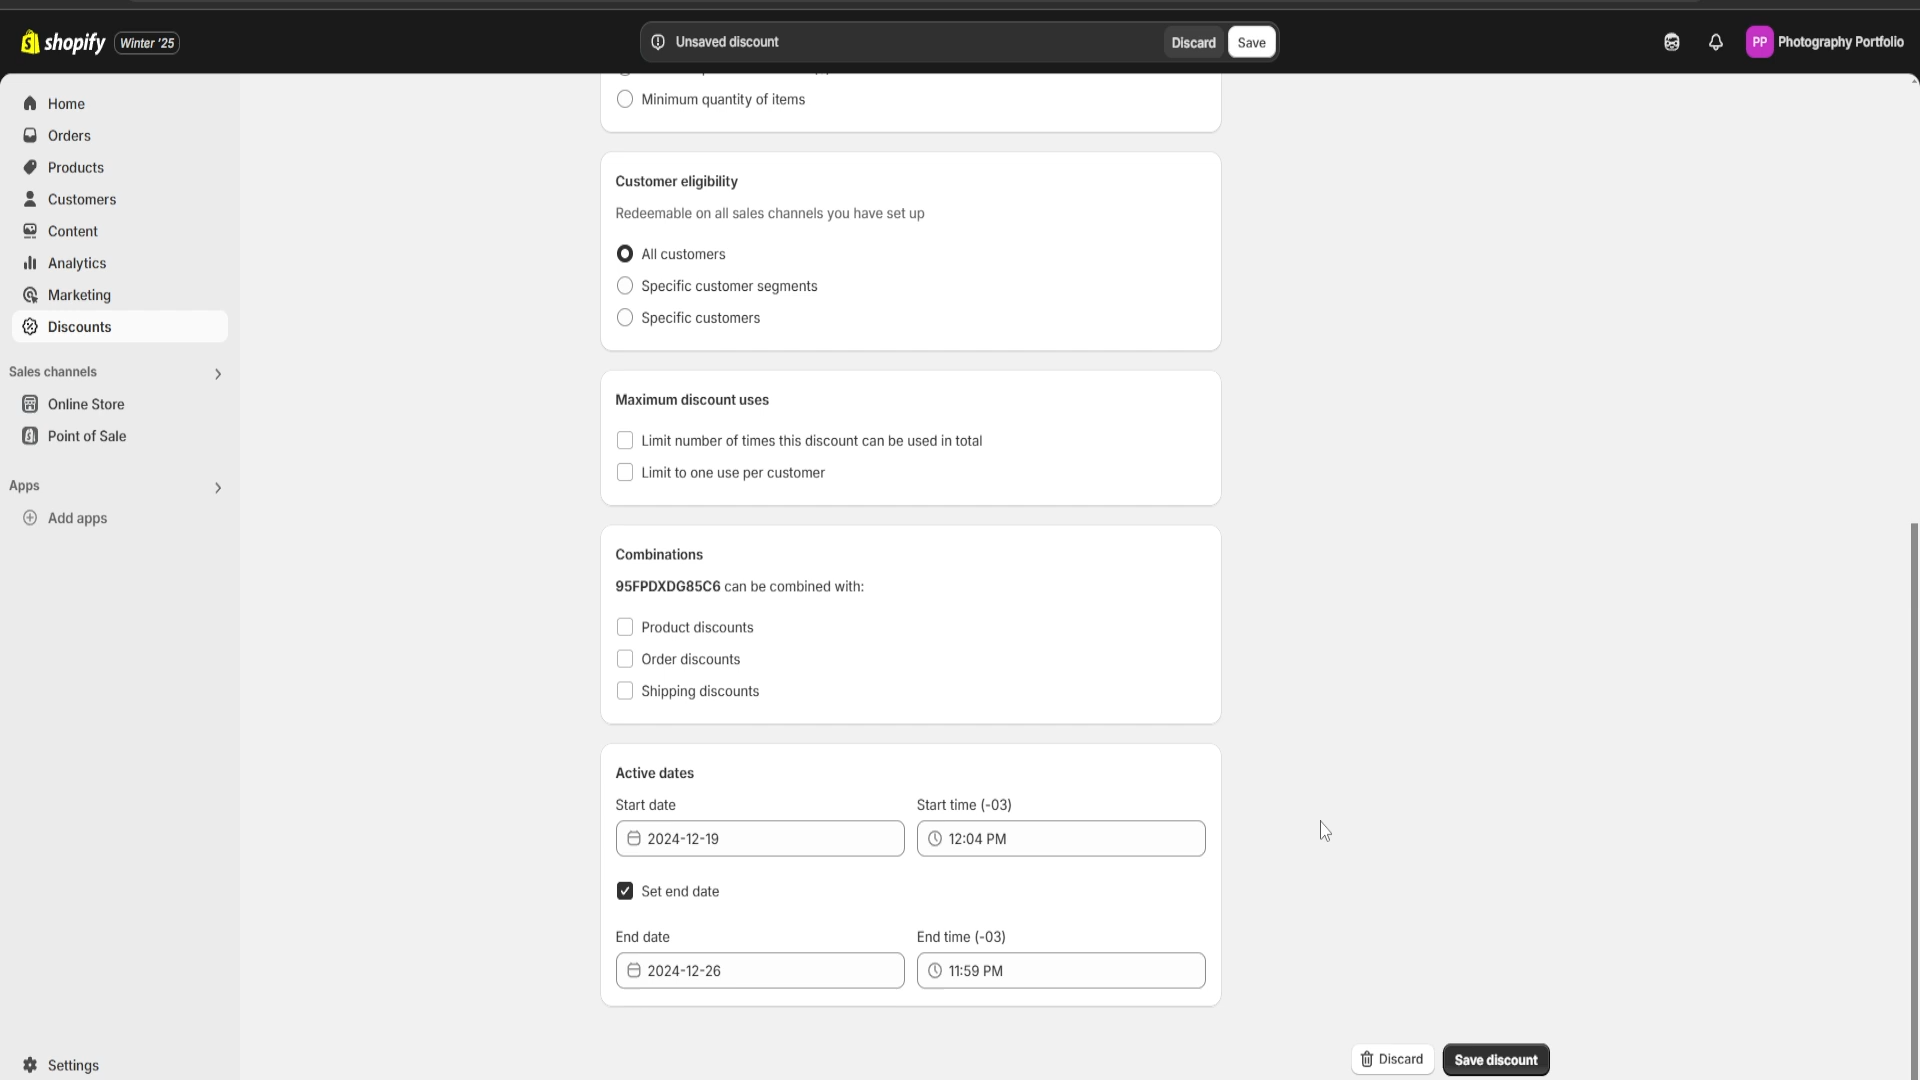 shopify
Winter '25
Unsaved discount
Discard
Save
PP
Photography Portfolio
Home
Orders
Products
Customers
Content
Analytics
Marketing
Discounts
Sales channels
Online Store
Point of Sale
Apps
Add apps
Settings
Minimum quantity of items
Customer eligibility
Redeemable on all sales channels you have set up
All customers
Specific customer segments
Specific customers
Maximum discount uses
Limit number of times this discount can be used in total
Limit to one use per customer
Combinations
95FPDXDG85C6 can be combined with:
Product discounts
Order discounts
Shipping discounts
Active dates
Start date
Start time (-03)
2024-12-19
12:04 PM
Set end date
End date
End time (-03)
2024-12-26
11:59 PM
Discard
Save discount